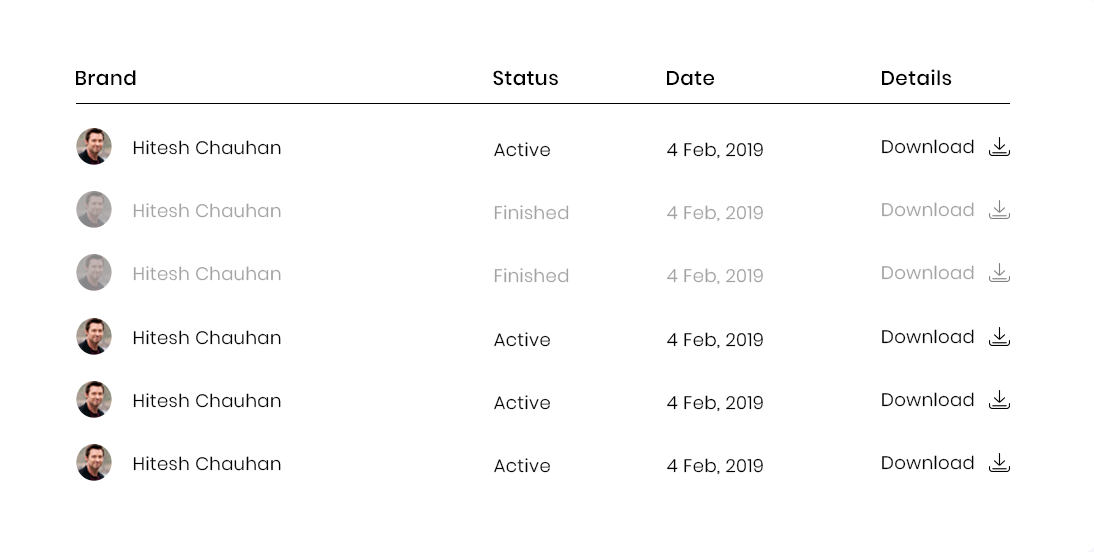 Brand Status Date Details
Hitesh Chauhan Active 4 Feb, 2019 Download
Hitesh Chauhan Finished 4 Feb, 2019 Download
Hitesh Chauhan Finished 4 Feb, 2019 Download
Hitesh Chauhan Active 4 Feb, 2019 Download
Hitesh Chauhan Active 4 Feb, 2019 Download
Hitesh Chauhan Active 4 Feb, 2019 Download